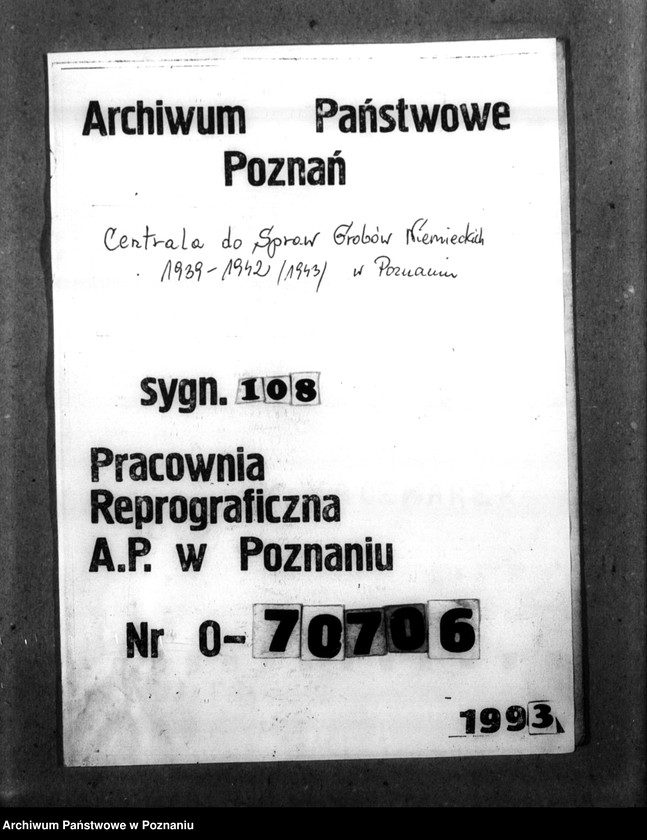 Archiwum Państwowe
Poznań
Centrala do Spraw Grobów Niemieckich
1939-1942 /1943/ w Poznaniu
sygn. 108
Pracownia
Reprograficzna
A.P. w Poznaniu
Nr 0-70706
1993
Archiwum Państwowe w Poznaniu